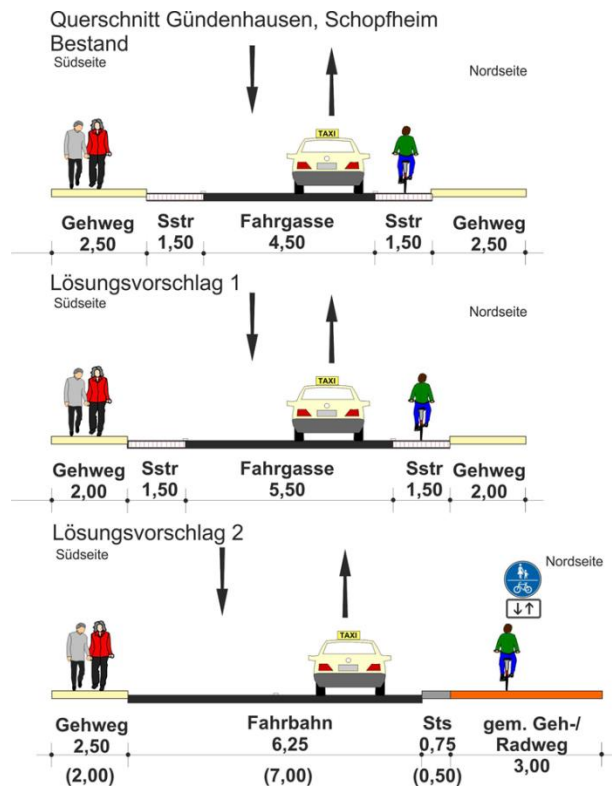 Querschnitt Gündenhausen, Schopfheim
Bestand
Südseite
Nordseite
TAXI
Gehweg Sstr Fahrgasse Sstr Gehweg
2,50 1,50 4,50 1,50 2,50
Lösungsvorschlag 1
Südseite
Nordseite
TAXI
Gehweg Sstr Fahrgasse Sstr Gehweg
2,00 1,50 5,50 1,50 2,00
Lösungsvorschlag 2
Südseite
Nordseite
TAXI
Gehweg Fahrbahn Sts gem. Geh-/
2,50 6,25 0,75 Radweg
(2,00) (7,00) (0,50) 3,00